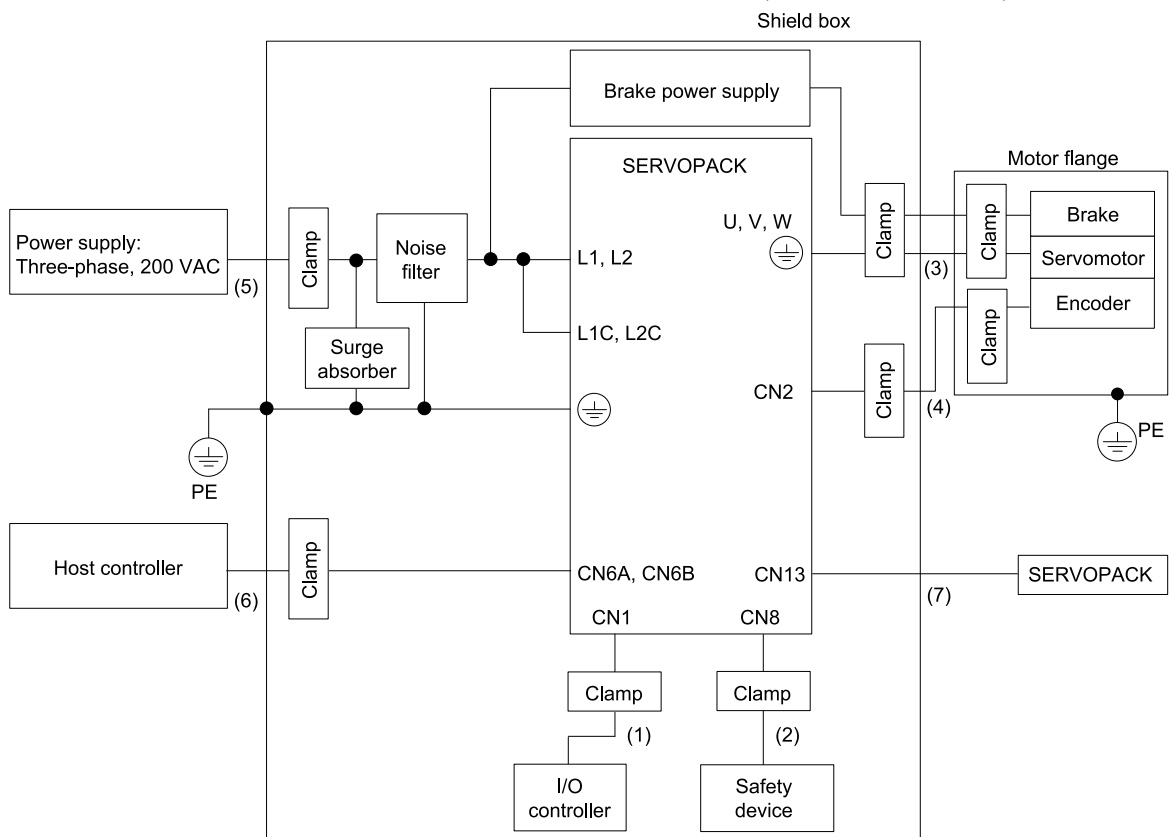 Shield box
Brake power supply
SERVOPACK
Motor flange
Power supply:
Three-phase, 200 VAC
(5)
Clamp
Noise
filter
L1, L2
U, V, W
Clamp
(3)
Clamp
Brake
Servomotor
Encoder
Surge
absorber
L1C, L2C
Clamp
CN2
Clamp
(4)
PE
PE
Host controller
(6)
Clamp
CN6A, CN6B
CN13
(7)
SERVOPACK
CN1
CN8
Clamp
Clamp
(1)
(2)
I/O
controller
Safety
device